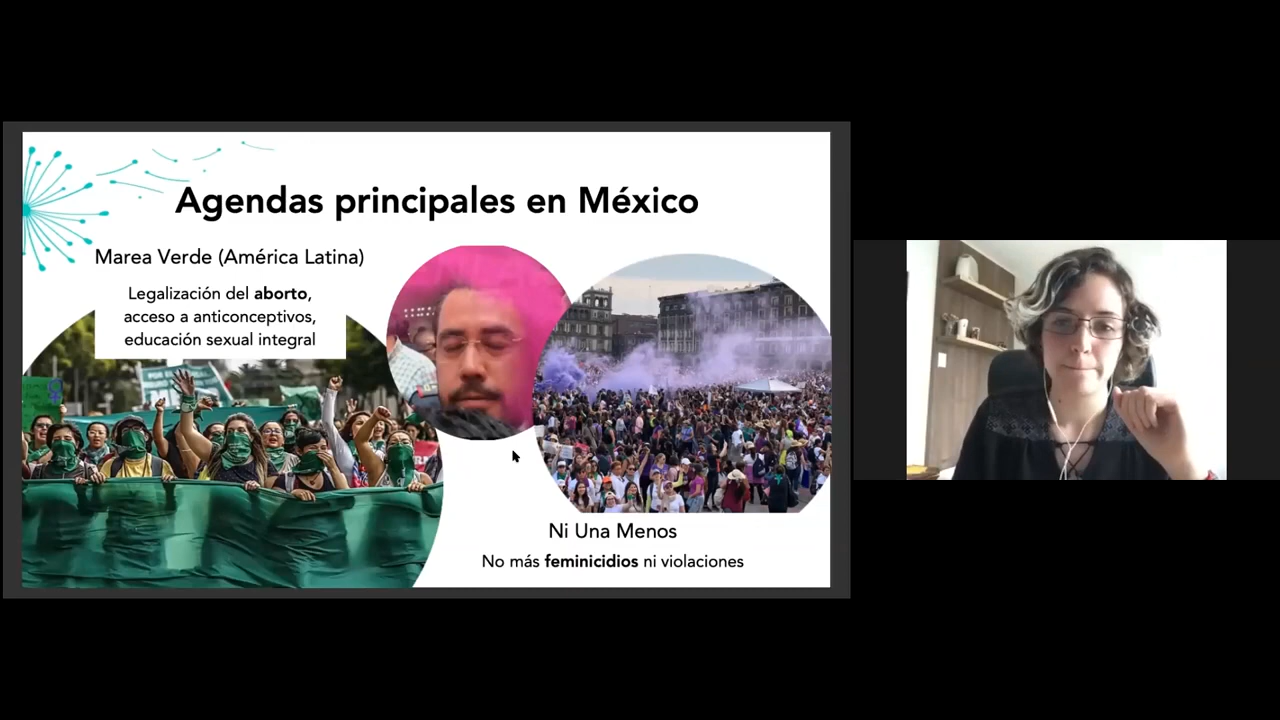 Agendas principales en México
Marea Verde (América Latina)
Legalización del aborto,
acceso a anticonceptivos,
educación sexual integral
Ni Una Menos
No más feminicidios ni violaciones